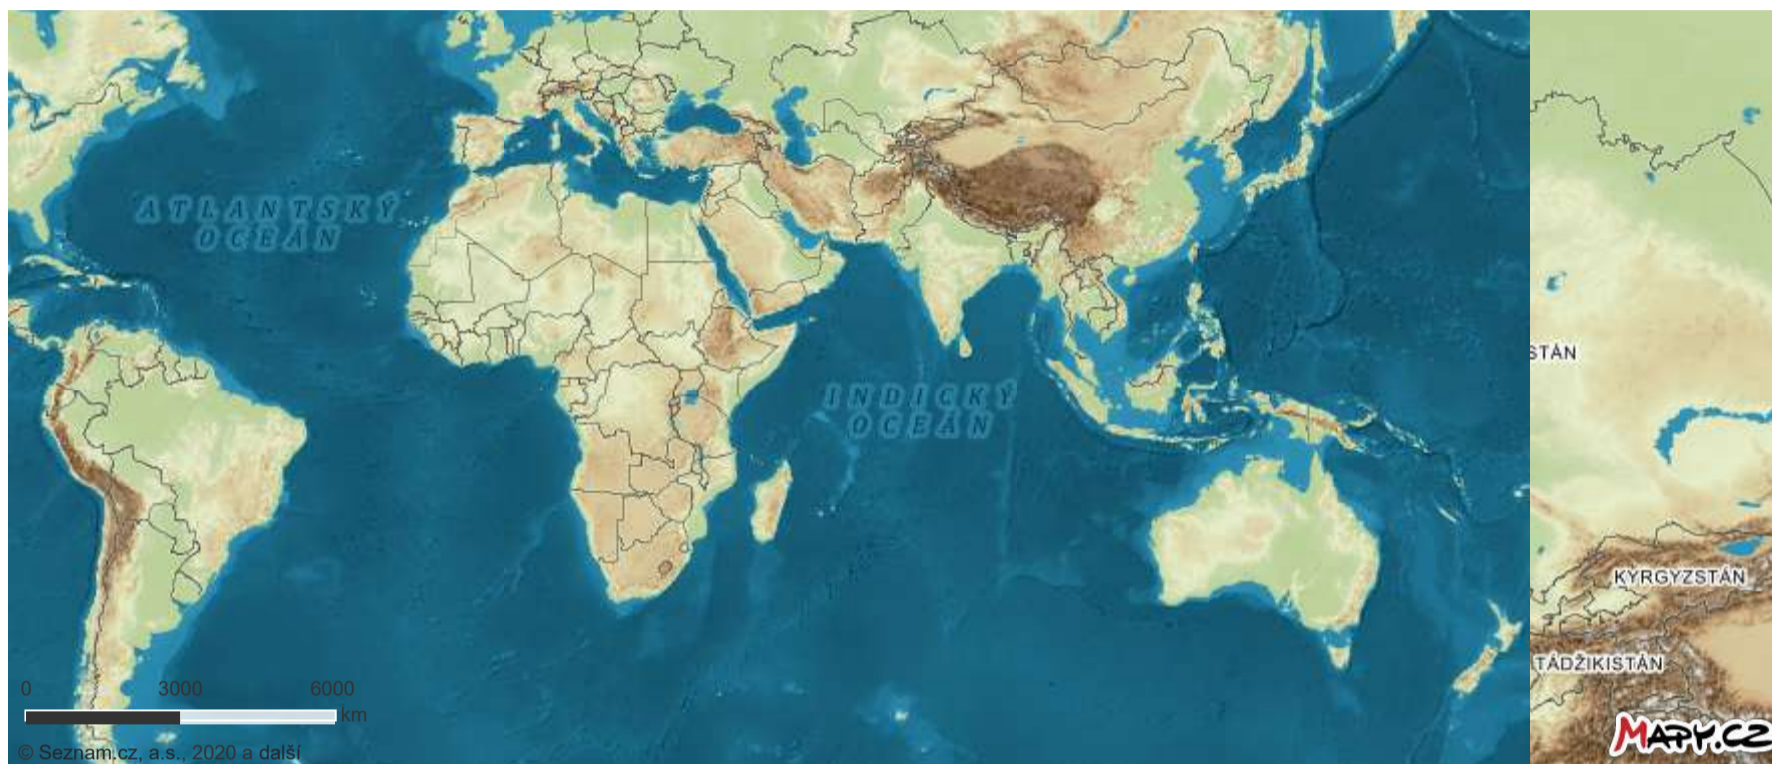 ATLANTSKÝ
OCEÁN
STÁN
INDICKÝ
OCEÁN
KYRGYZSTÁN
TÁDŽIKISTÁN
0 3000 6000
km
MAPY.CZ
© Seznam.cz, a.s., 2020 a další